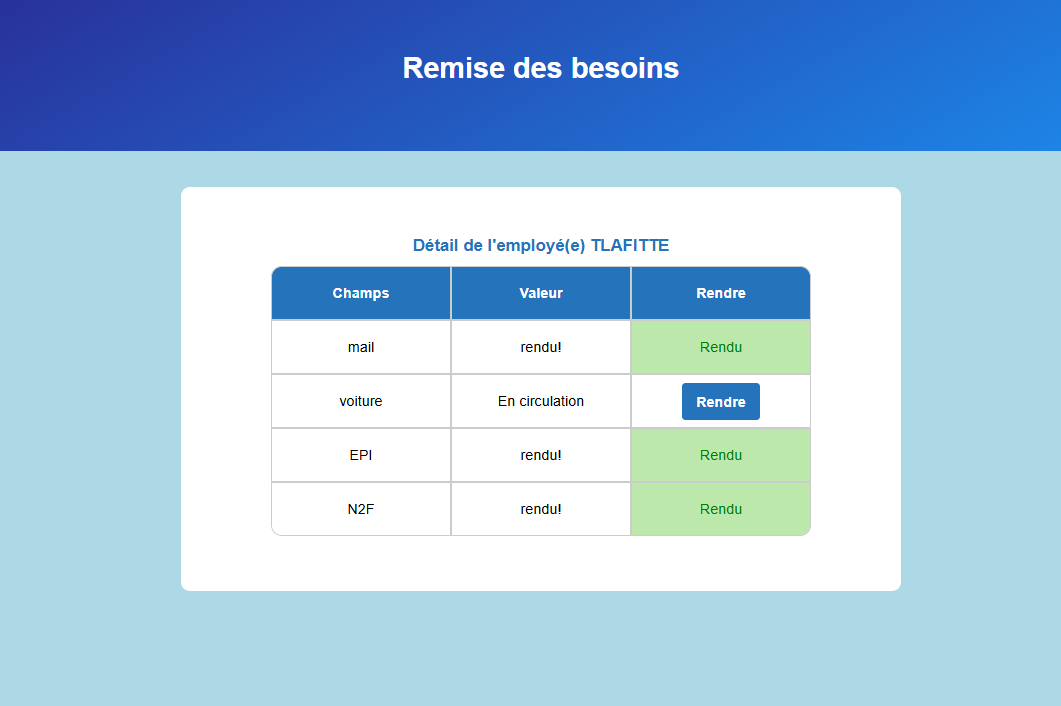 Remise des besoins
Détail de l'employé(e) TLAFITTE
Champs Valeur Rendre
mail rendu! Rendu
voiture En circulation Rendre
EPI rendu! Rendu
N2F rendu! Rendu